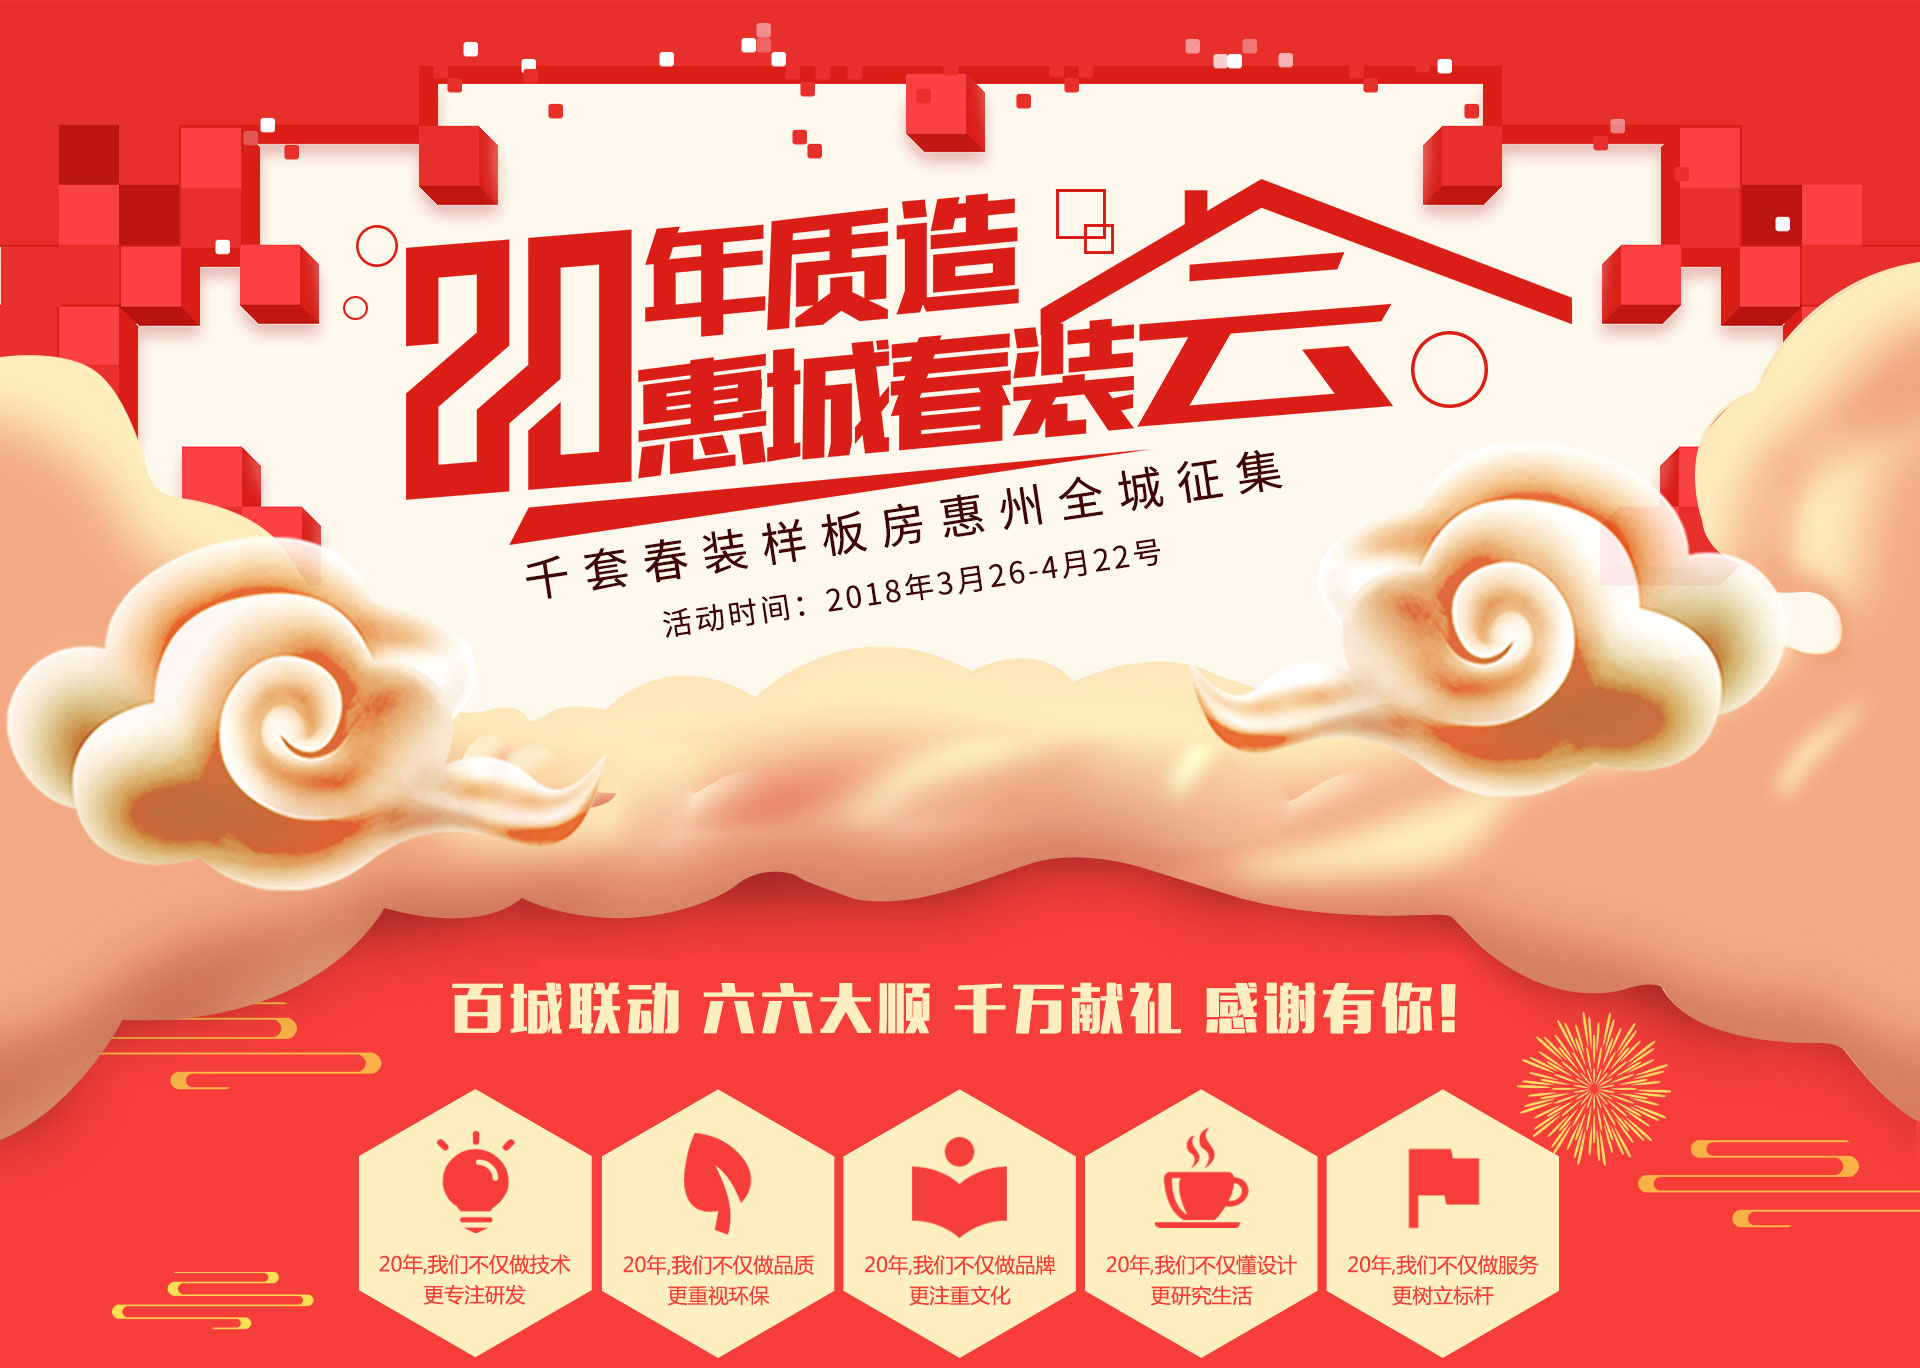 20年质造
惠城春装会
千套春装样板房惠州全城征集
活动时间：2018年3月26-4月22号
百城联动 六六大顺 千万献礼 感谢有你!
20年,我们不仅做技术
更专注研发
20年,我们不仅做品质
更重视环保
20年,我们不仅做品牌
更注重文化
20年,我们不仅懂设计
更研究生活
20年,我们不仅做服务
更树立标杆